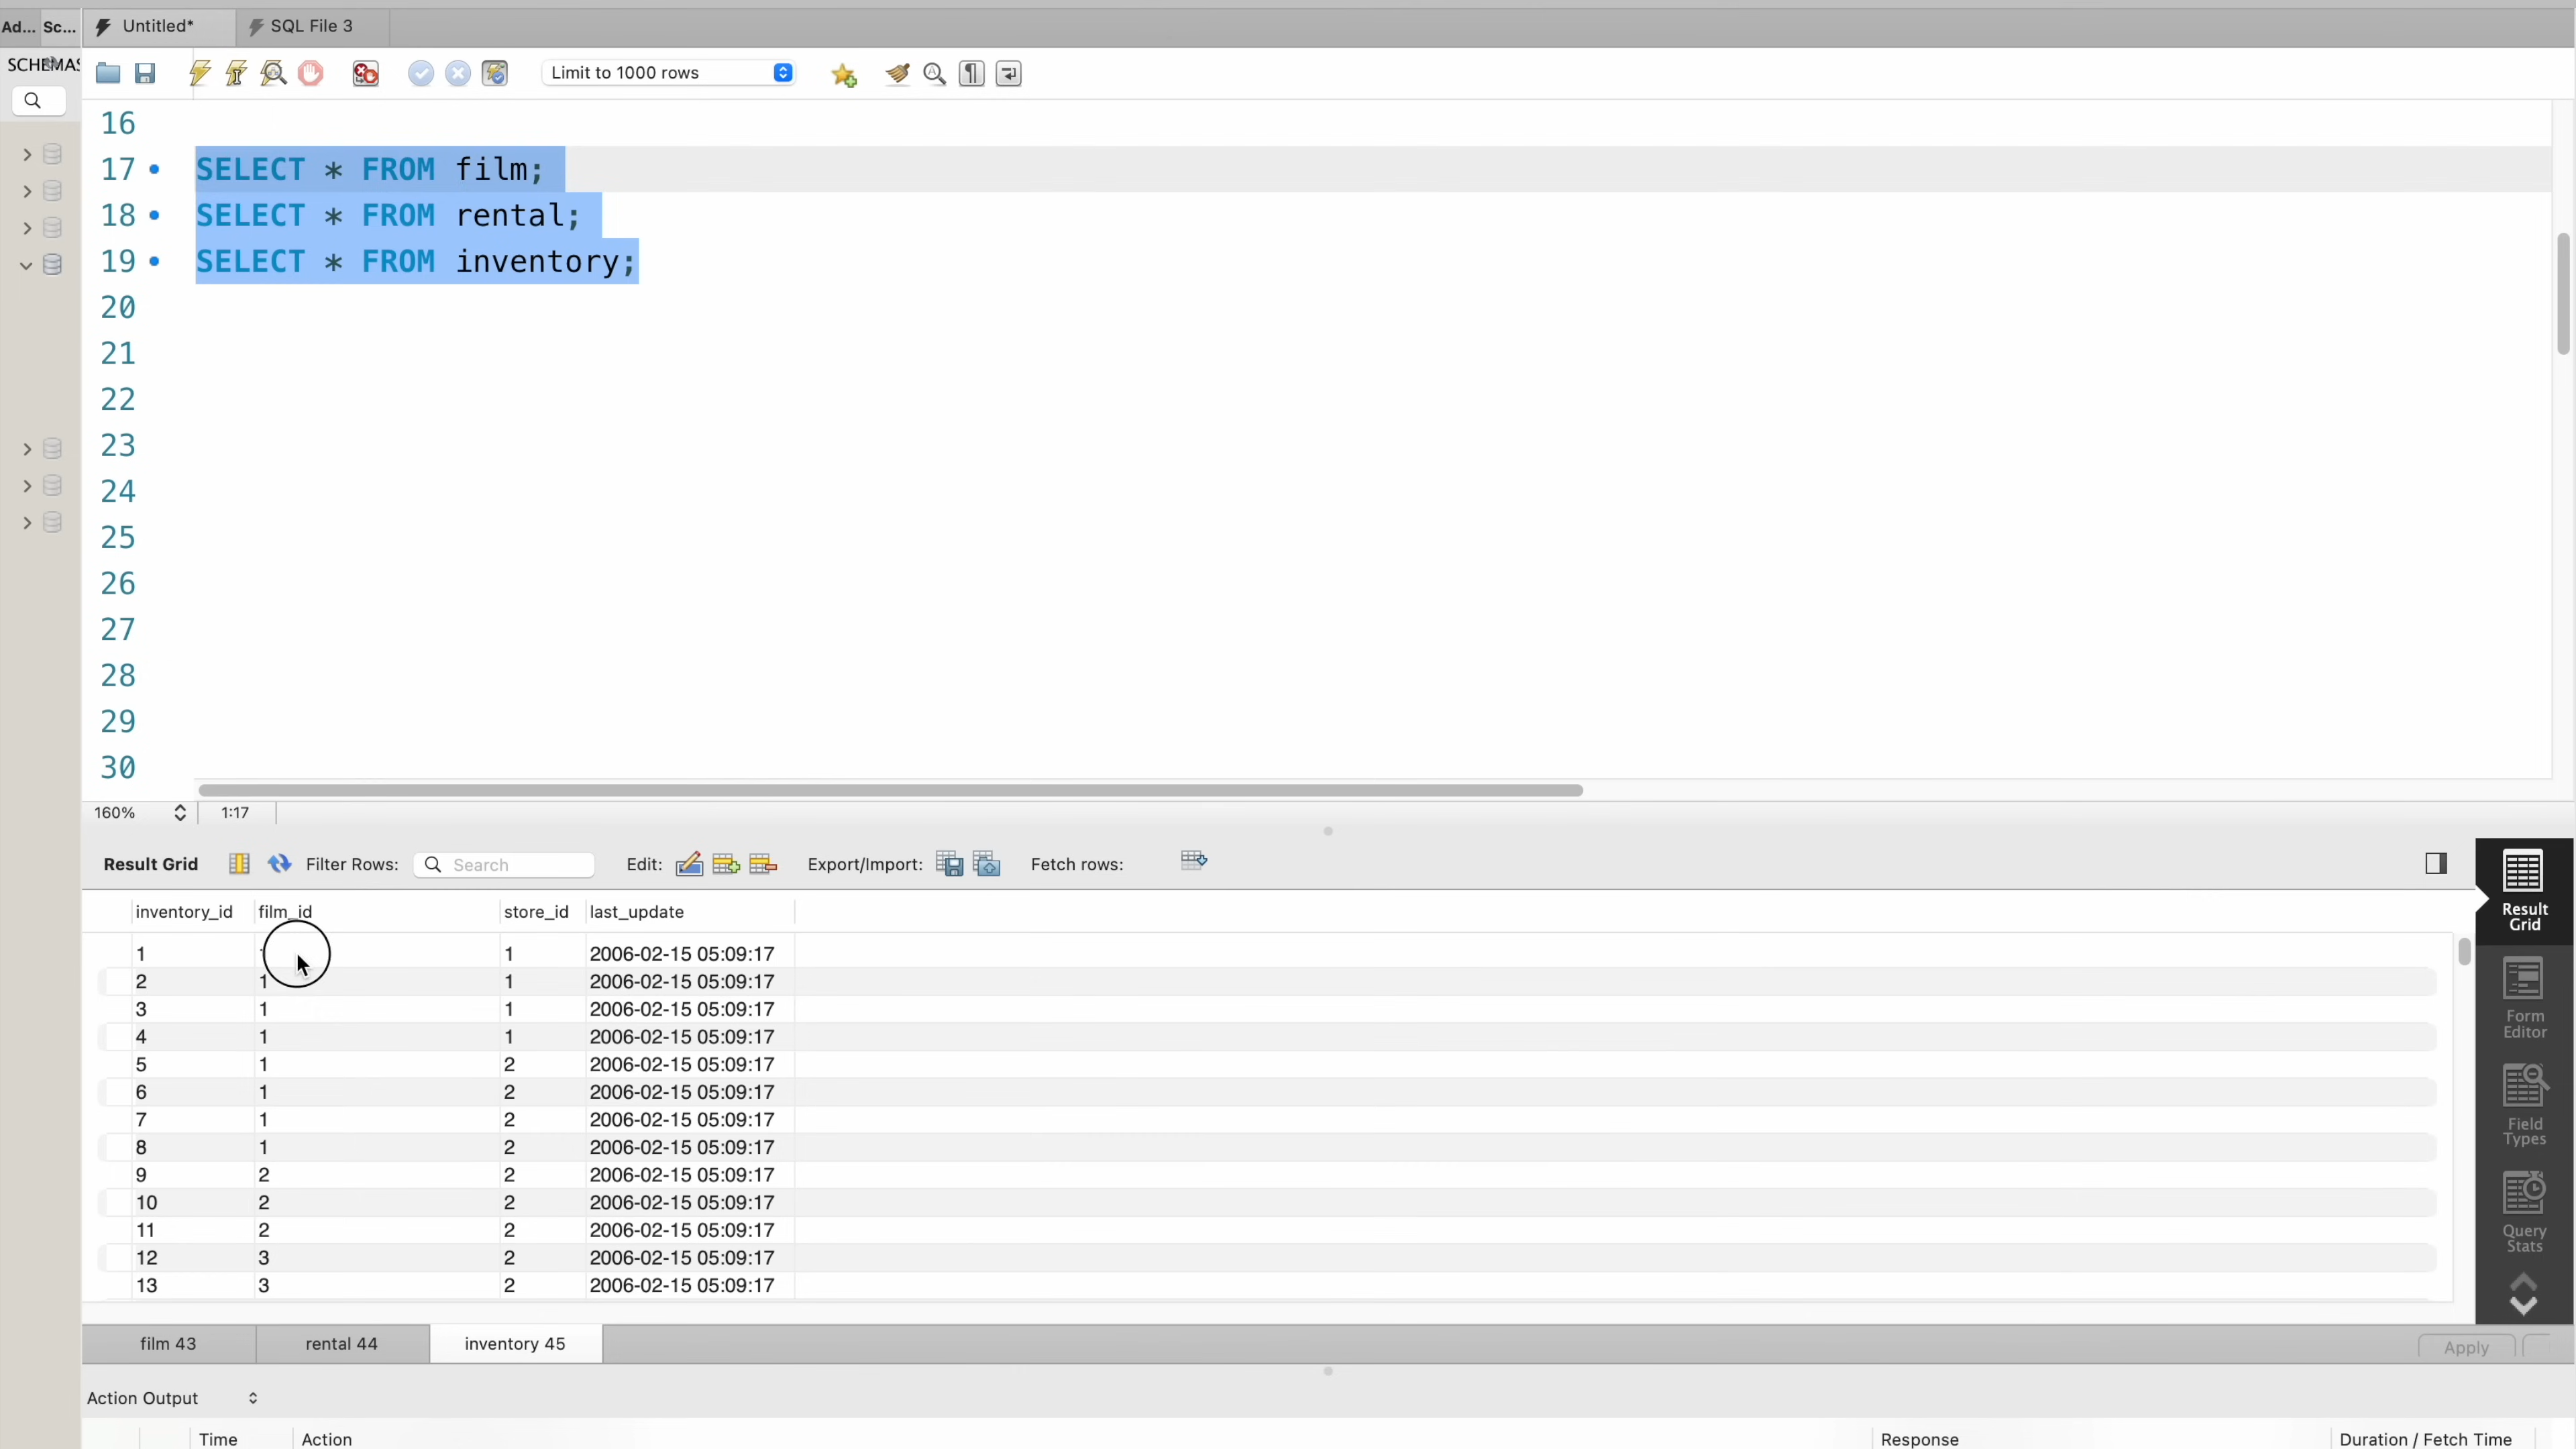 Ad... Sc... Untitled* SQL File 3
SCHEMAS
Limit to 1000 rows
16
17 SELECT * FROM film;
18 SELECT * FROM rental;
19 SELECT * FROM inventory;
20
21
22
23
24
25
26
27
28
29
30
160% 1:17
Result Grid Filter Rows: Search Edit: Export/Import: Fetch rows:
inventory_id film_id store_id last_update
1 1 2006-02-15 05:09:17
2 1 1 2006-02-15 05:09:17
3 1 1 2006-02-15 05:09:17
4 1 1 2006-02-15 05:09:17
5 1 2 2006-02-15 05:09:17
6 1 2 2006-02-15 05:09:17
7 1 2 2006-02-15 05:09:17
8 1 2 2006-02-15 05:09:17
9 2 2 2006-02-15 05:09:17
10 2 2 2006-02-15 05:09:17
11 2 2 2006-02-15 05:09:17
12 3 2 2006-02-15 05:09:17
13 3 2 2006-02-15 05:09:17
Result
Grid
Form
Editor
Field
Types
Query
Stats
film 43 rental 44 inventory 45
Apply
Action Output
Time Action Response Duration / Fetch Time